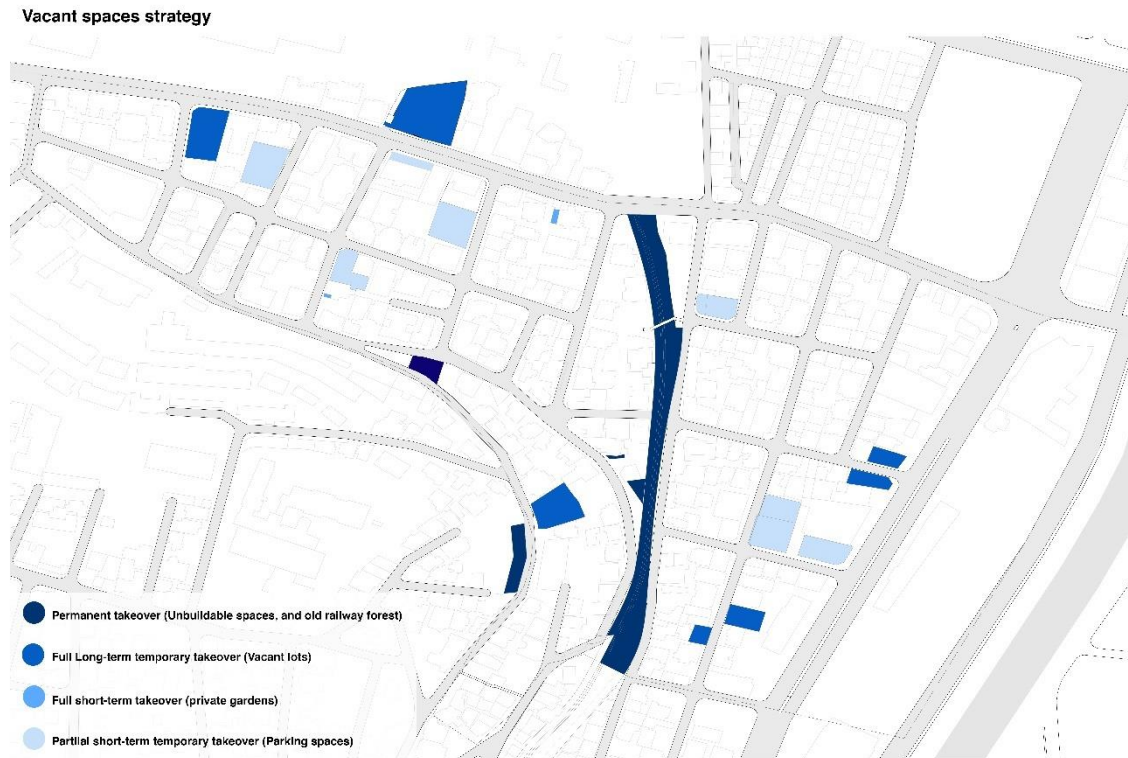 Vacant spaces strategy
Permanent takeover (Unbuildable spaces, and old railway forest)
Full Long-term temporary takeover (Vacant lots)
Full short-term takeover (private gardens)
Partial short-term temporary takeover (Parking spaces)